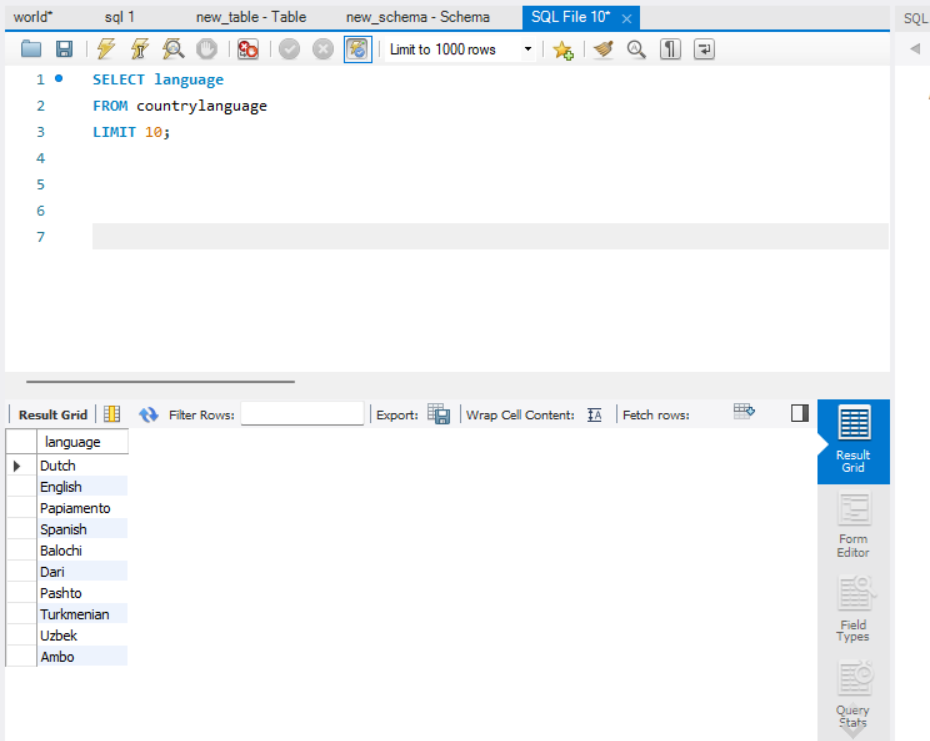 world* sql 1 new_table - Table new_schema - Schema SQL File 10* SQL
Limit to 1000 rows
1 SELECT language
2 FROM countrylanguage
3 LIMIT 10;
4
5
6
7
Result Grid Filter Rows: Export: Wrap Cell Content: IA Fetch rows:
language
Dutch
English
Papiamento
Spanish
Balochi
Dari
Pashto
Turkmenian
Uzbek
Ambo
Result
Grid
Form
Editor
Field
Types
Query
Stats